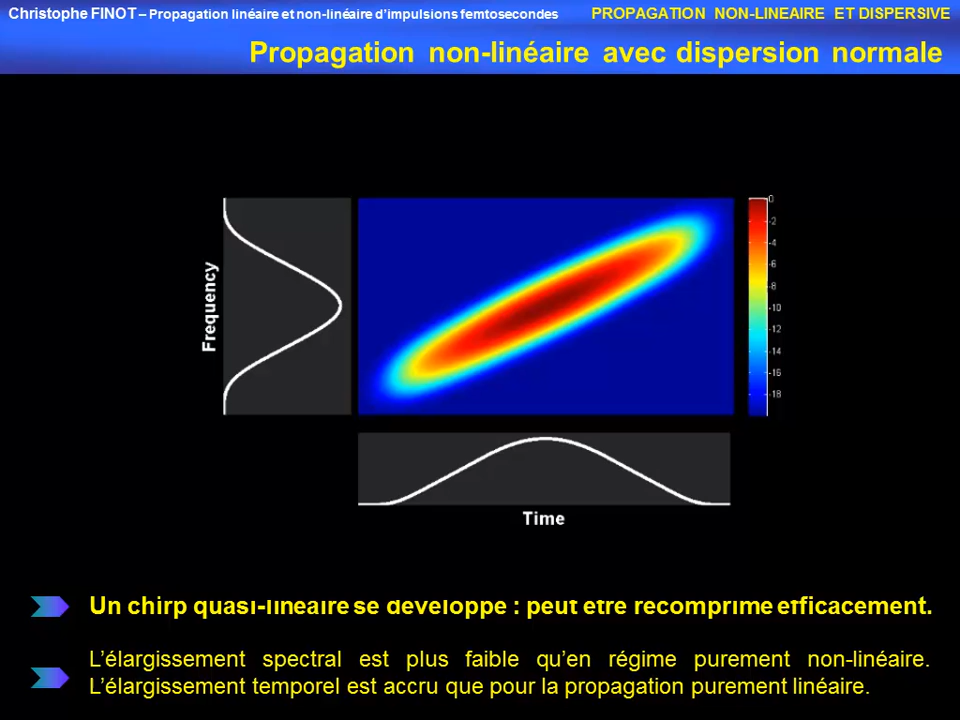 Christophe FINOT – Propagation linéaire et non-linéaire d'impulsions femtosecondes PROPAGATION NON-LINEAIRE ET DISPERSIVE
Propagation non-linéaire avec dispersion normale
Frequency
0
-2
-4
-6
-8
-10
-12
-14
-16
-18
Time
Un chirp quasi-linéaire se développe : peut être recomprimé efficacement.
L'élargissement spectral est plus faible qu'en régime purement non-linéaire.
L'élargissement temporel est accru que pour la propagation purement linéaire.